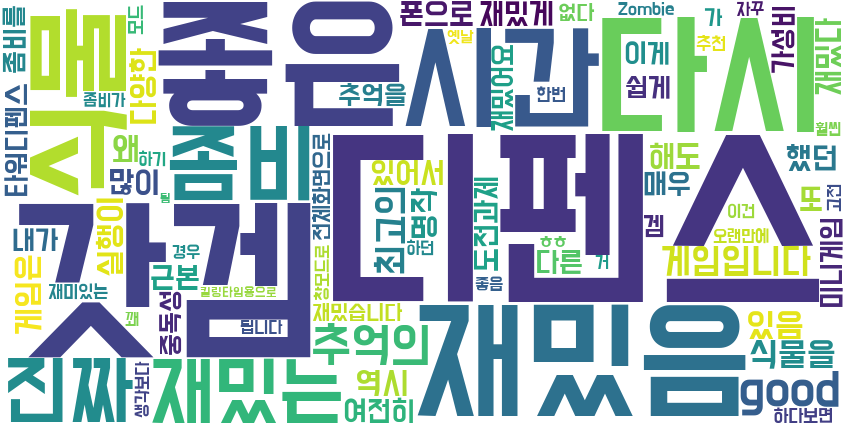 좋은
시간
다시
식물
좀비
디펜스
갓겜
재밌음
진짜
재밌는
추억의
good
폰으로
재밌게
없다
Zombie
가
자꾸
모드
옛날
추천
가성비
이게
쉽게
재밌다
좀비를
타워디펜스
다양한
좀비가
추억을
재밌어요
한번
훨씬
왜
하기
많이
됨
있어서
해도
했던
매우
또
고전
전체화면으로
최고의
명작
하던
도전과제
ㅎㅎ
다른
거
겜
이건
오랜만에
게임입니다
미니게임
내가
실행이
게임은
경우
근본
재미있는
킬링타임용으로
창모드로
좋음
중독성
꽤
됩니다
재밌습니다
있음
식물을
역시
여전히
생각보다
하다보면